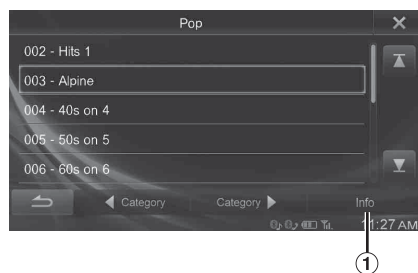 Pop
002 - Hits 1
003 - Alpine
004 - 40s on 4
005 - 50s on 5
006 - 60s on 6
Category Category Info
11:27 AM
1